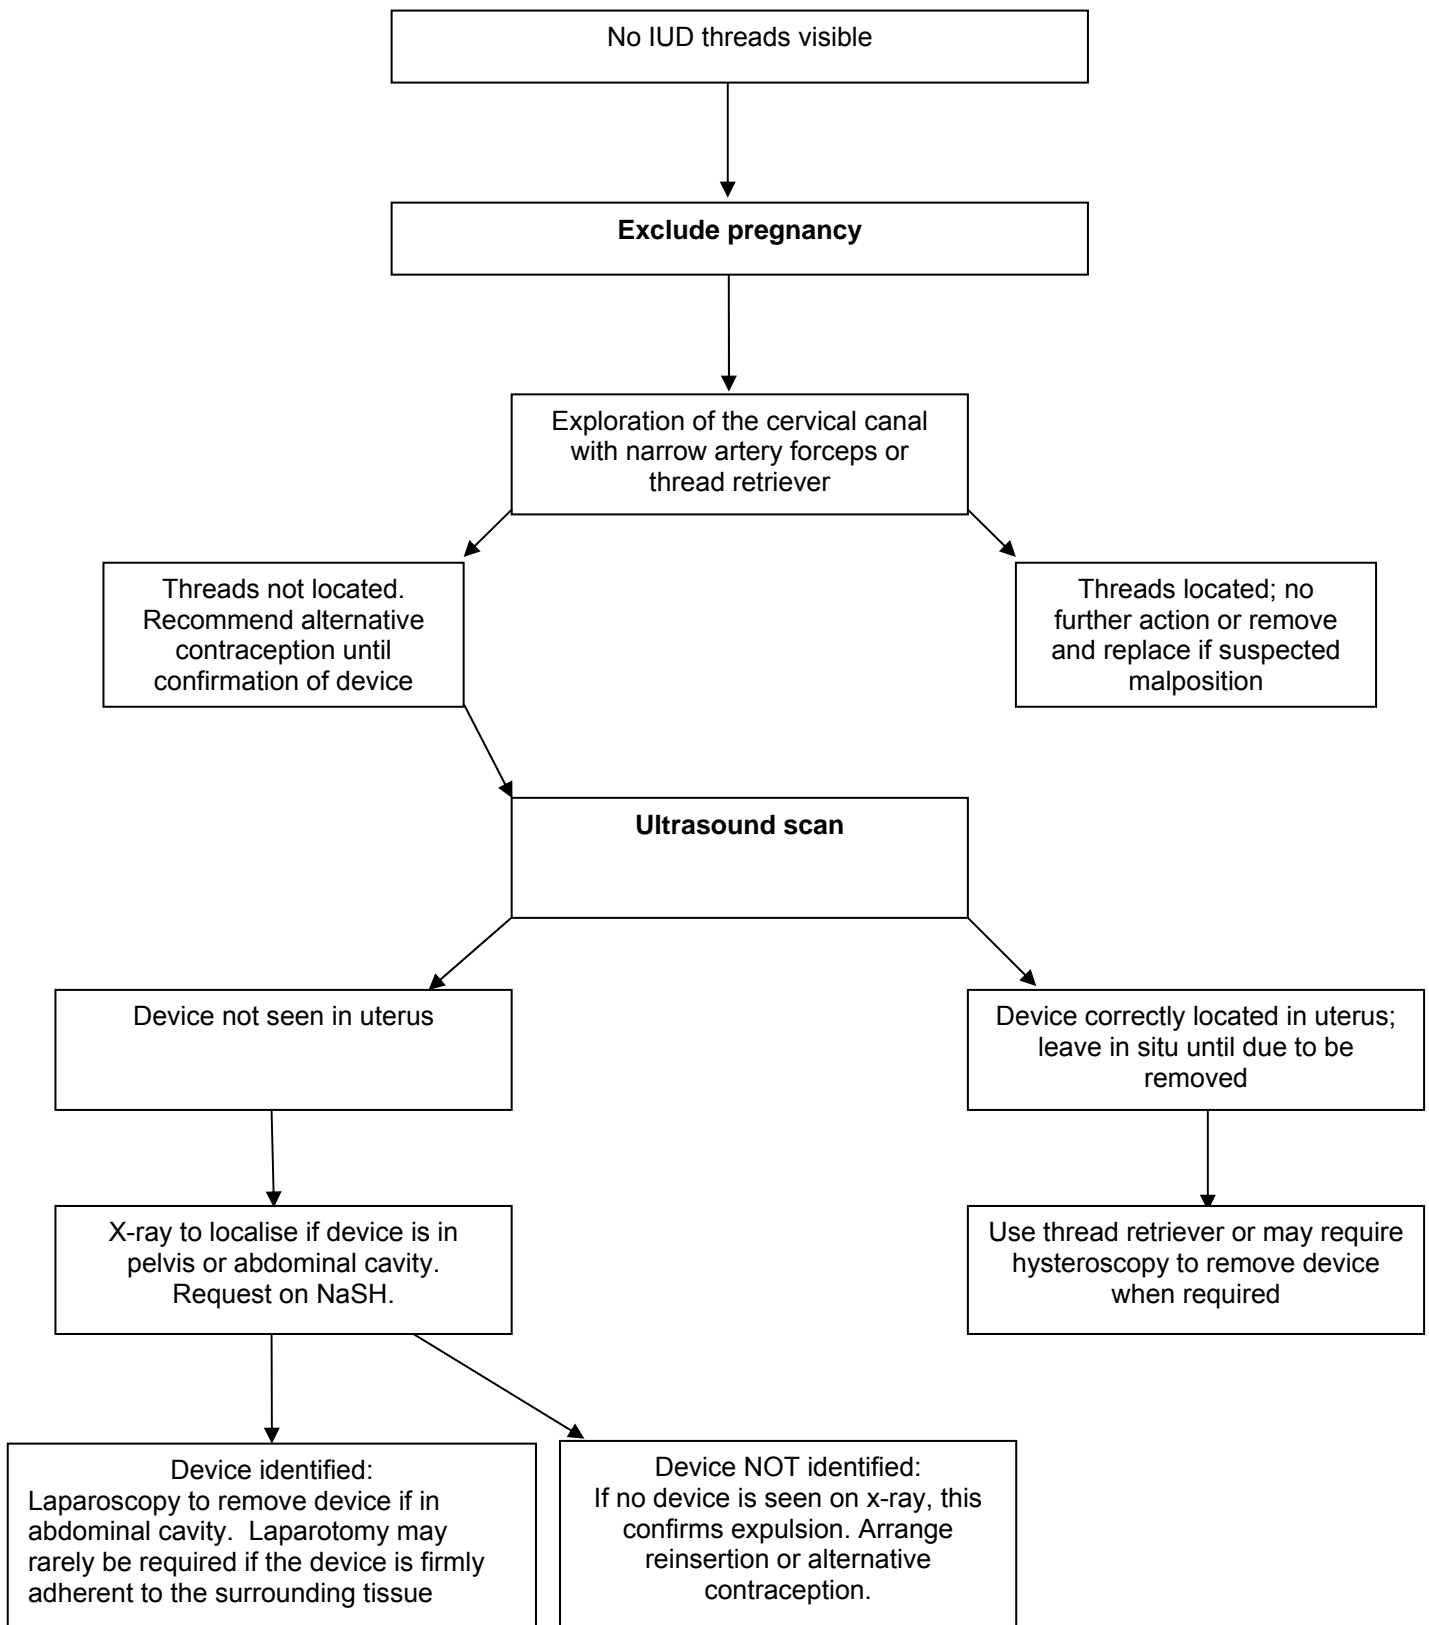 No IUD threads visible
Exclude pregnancy
Exploration of the cervical canal
with narrow artery forceps or
thread retriever
Threads not located.
Recommend alternative
contraception until
confirmation of device
Threads located; no
further action or remove
and replace if suspected
malposition
Ultrasound scan
Device not seen in uterus
Device correctly located in uterus;
leave in situ until due to be
removed
X-ray to localise if device is in
pelvis or abdominal cavity.
Request on NaSH.
Use thread retriever or may require
hysteroscopy to remove device
when required
Device identified:
Laparoscopy to remove device if in
abdominal cavity.  Laparotomy may
rarely be required if the device is firmly
adherent to the surrounding tissue
Device NOT identified:
If no device is seen on x-ray, this
confirms expulsion. Arrange
reinsertion or alternative
contraception.